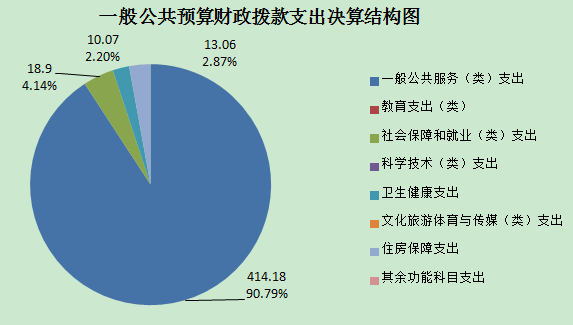 一般公共预算财政拨款支出决算结构图
10.07
2.20%
13.06
2.87%
18.9
4.14%
414.18
90.79%
一般公共服务（类）支出
教育支出（类）
社会保障和就业（类）支出
科学技术（类）支出
卫生健康支出
文化旅游体育与传媒（类）支出
住房保障支出
其余功能科目支出